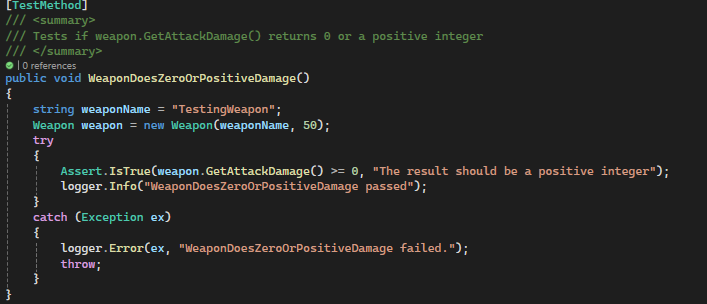 [TestMethod]
/// <summary>
/// Tests if weapon.GetAttackDamage() returns 0 or a positive integer
/// </summary>
| 0 references
public void WeaponDoesZeroOrPositiveDamage()
{
    string weaponName = "TestingWeapon";
    Weapon weapon = new Weapon(weaponName, 50);
    try
    {
        Assert.IsTrue(weapon.GetAttackDamage() >= 0, "The result should be a positive integer");
        logger.Info("WeaponDoesZeroOrPositiveDamage passed");
    }
    catch (Exception ex)
    {
        logger.Error(ex, "WeaponDoesZeroOrPositiveDamage failed.");
        throw;
    }
}